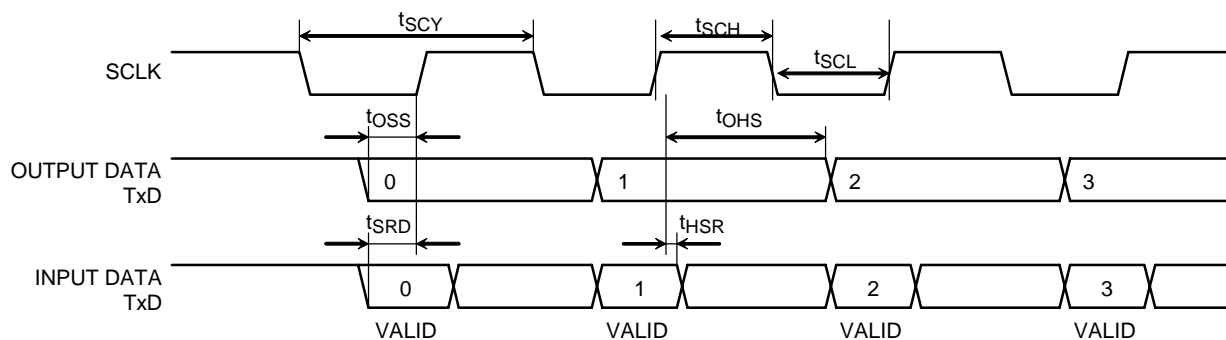 tSCY
tSCH
SCLK
tSCL
tOSS
tOHS
OUTPUT DATA
TxD
0 1 2 3
tSRD
tHSR
INPUT DATA
TxD
0 1 2 3
VALID VALID VALID VALID